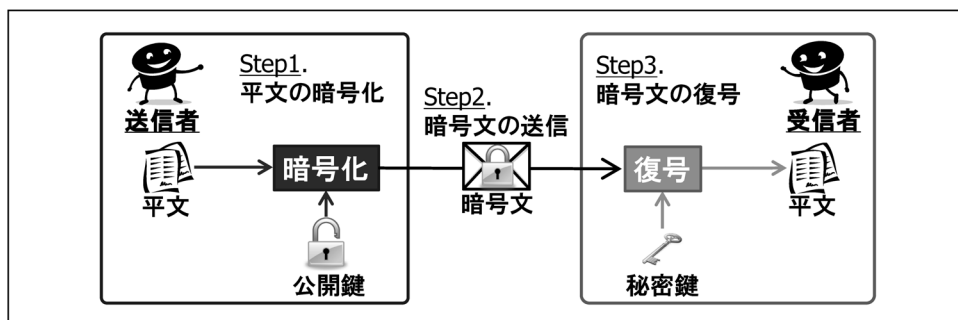 Step1.
平文の暗号化
送信者
平文
暗号化
公開鍵
Step2.
暗号文の送信
暗号文
Step3.
暗号文の復号
受信者
復号
平文
秘密鍵